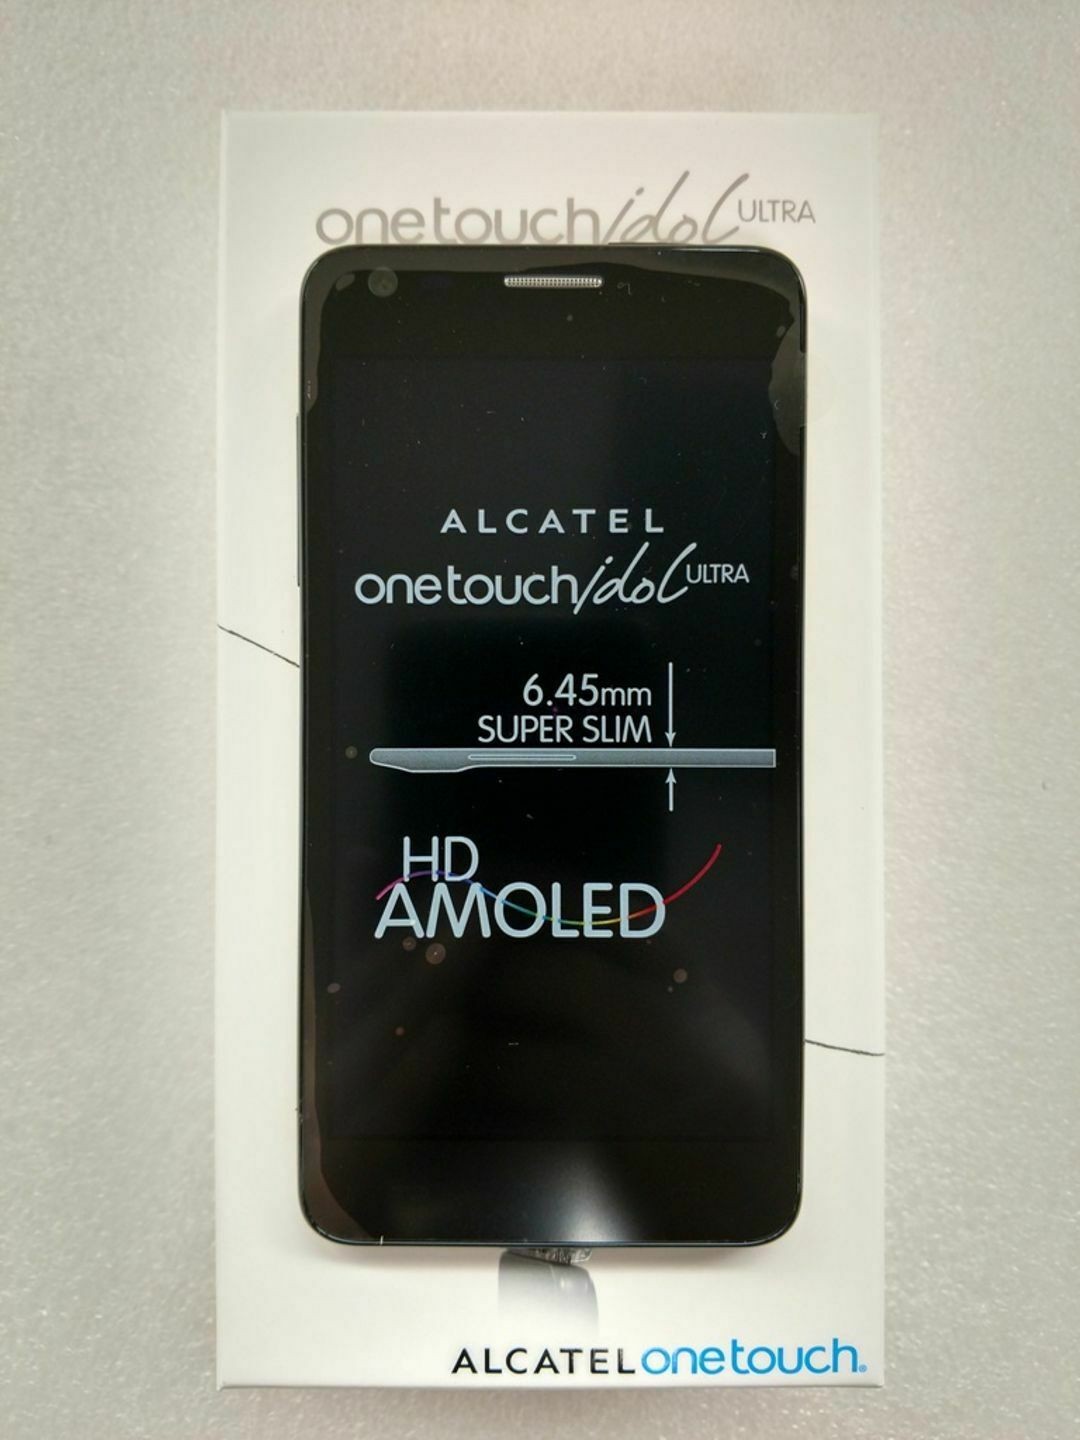 onetouch idol ULTRA
ALCATEL
onetouch idol ULTRA
6.45mm
SUPER SLIM
HD
AMOLED
ALCATEL onetouch.